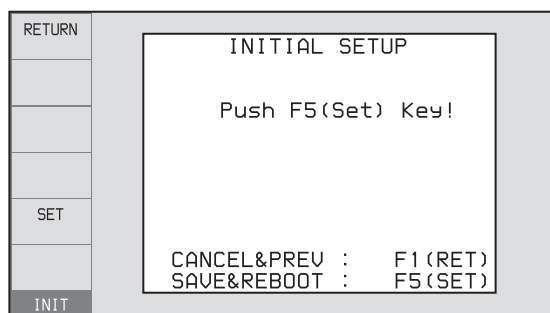 RETURN
SET
INIT
INITIAL SETUP
Push F5(Set) Key!
CANCEL&PREV : F1(RET)
SAVE&REBOOT : F5(SET)